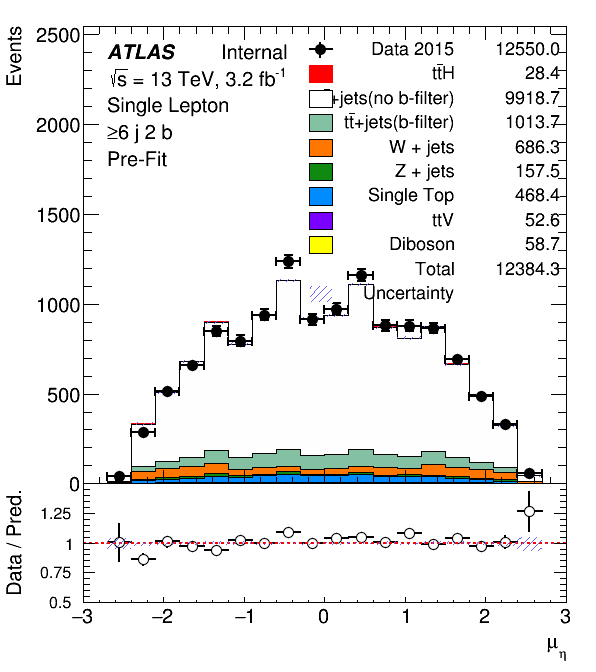 Events
2500
2000
1500
1000
500
0
ATLAS Internal
√s = 13 TeV, 3.2 fb⁻¹
Single Lepton
≥6 j 2 b
Pre-Fit
Data 2015 12550.0
tt̄H 28.4
+jets(no b-filter) 9918.7
tt̄+jets(b-filter) 1013.7
W + jets 686.3
Z + jets 157.5
Single Top 468.4
ttV 52.6
Diboson 58.7
Total 12384.3
Uncertainty
Data / Pred.
1.25
1
0.75
0.5
−3 −2 −1 0 1 2 3
μη